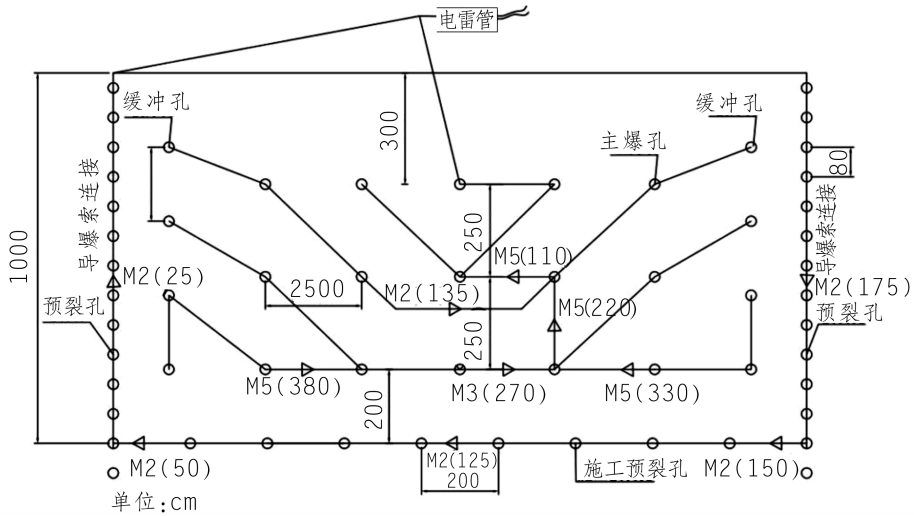 电雷管
缓冲孔
300
主爆孔
缓冲孔
80
导爆索连接
1000
250
导爆索连接
M5(110)
M2(25)
2500
M2(135)
M5(220)
M2(175)
预裂孔
250
预裂孔
M5(380)
M3(270)
M5(330)
200
M2(50)
M2(125)
200
施工预裂孔
M2(150)
单位:cm